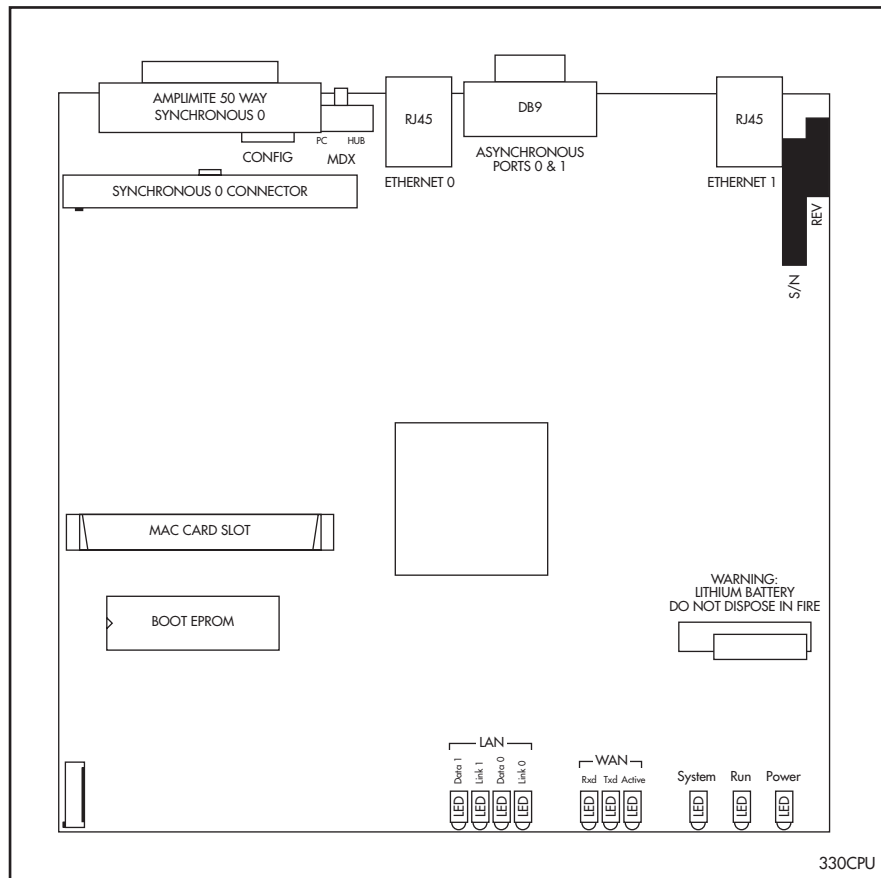 AMPLIMITE 50 WAY
SYNCHRONOUS 0
RJ45
DB9
RJ45
PC
HUB
CONFIG
MDX
ASYNCHRONOUS
PORTS 0 & 1
ETHERNET 0
ETHERNET 1
SYNCHRONOUS 0 CONNECTOR
REV
S/N
MAC CARD SLOT
BOOT EPROM
WARNING:
LITHIUM BATTERY
DO NOT DISPOSE IN FIRE
LAN
Data 1
Link 1
Data 0
Link 0
WAN
Rxd Txd Active
System
Run
Power
LED
LED
LED
LED
LED
LED
LED
LED
LED
LED
330CPU